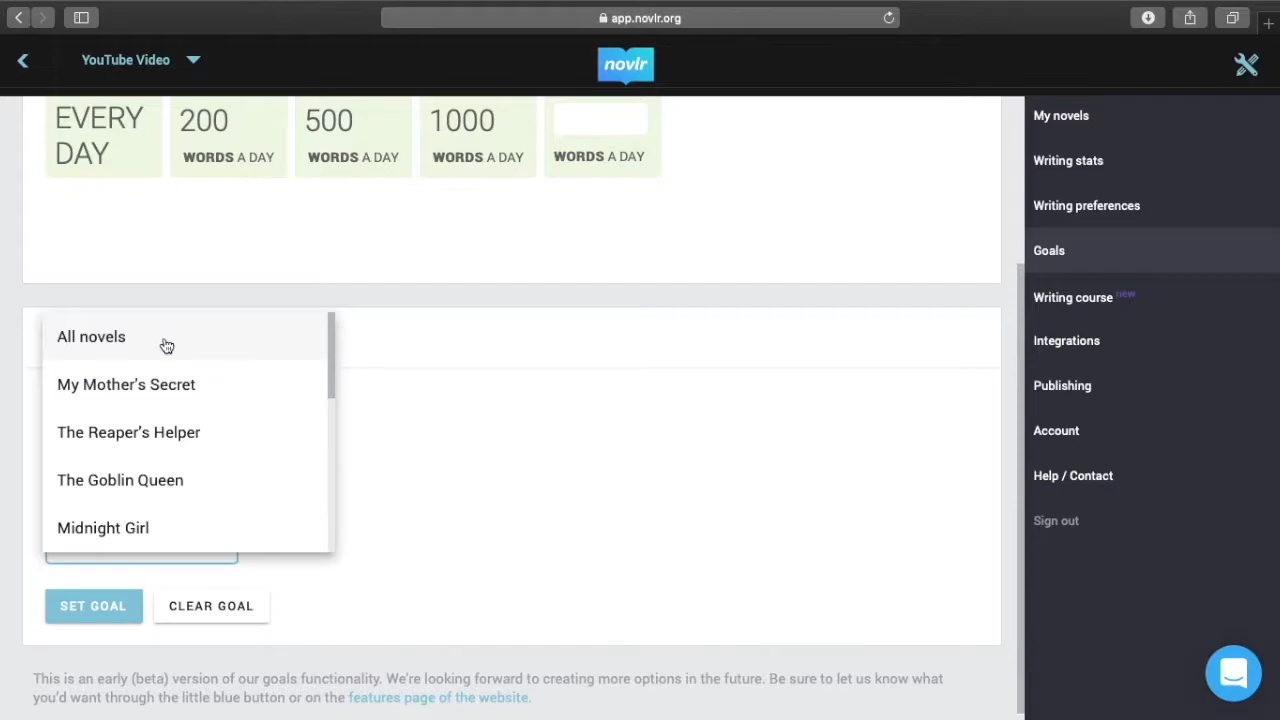 app.novlr.org
YouTube Video
novlr
EVERY
DAY
200
WORDS A DAY
500
WORDS A DAY
1000
WORDS A DAY
WORDS A DAY
All novels
My Mother's Secret
The Reaper's Helper
The Goblin Queen
Midnight Girl
SET GOAL
CLEAR GOAL
This is an early (beta) version of our goals functionality. We're looking forward to creating more options in the future. Be sure to let us know what
you'd want through the little blue button or on the features page of the website.
My novels
Writing stats
Writing preferences
Goals
Writing course new
Integrations
Publishing
Account
Help / Contact
Sign out